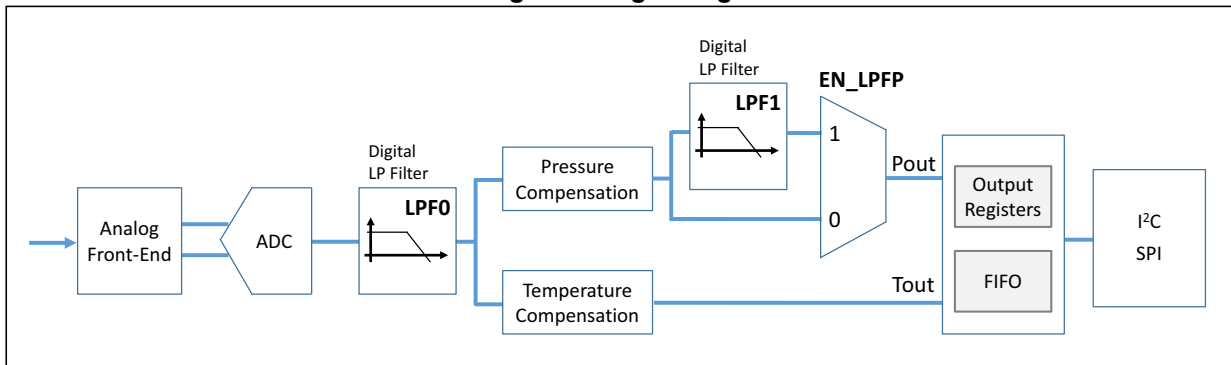 Digital
LP Filter
LPF1
EN_LPFP
1
0
Digital
LP Filter
LPF0
Analog
Front-End
ADC
Pressure
Compensation
Temperature
Compensation
Pout
Tout
Output
Registers
FIFO
I²C
SPI